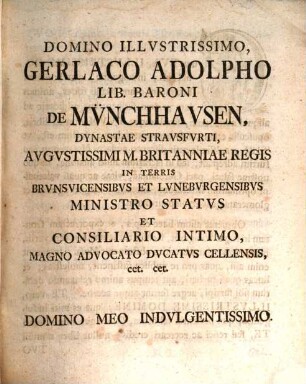 DOMINO ILLVSTRISSIMO,
GERLACO ADOLPHO
LIB. BARONI
DE MÜNCHHAVSEN,
DYNASTAE STRAVSFVRTI,
AVGVSTISSIMI M. BRITANNIAE REGIS
IN TERRIS
BRVNSVICENSIBVS ET LVNEBVRGENSIBVS
MINISTRO STATVS
ET
CONSILIARIO INTIMO,
MAGNO ADVOCATO DVCATVS CELLENSIS,
cet. cet.
DOMINO MEO INDVLGENTISSIMO.